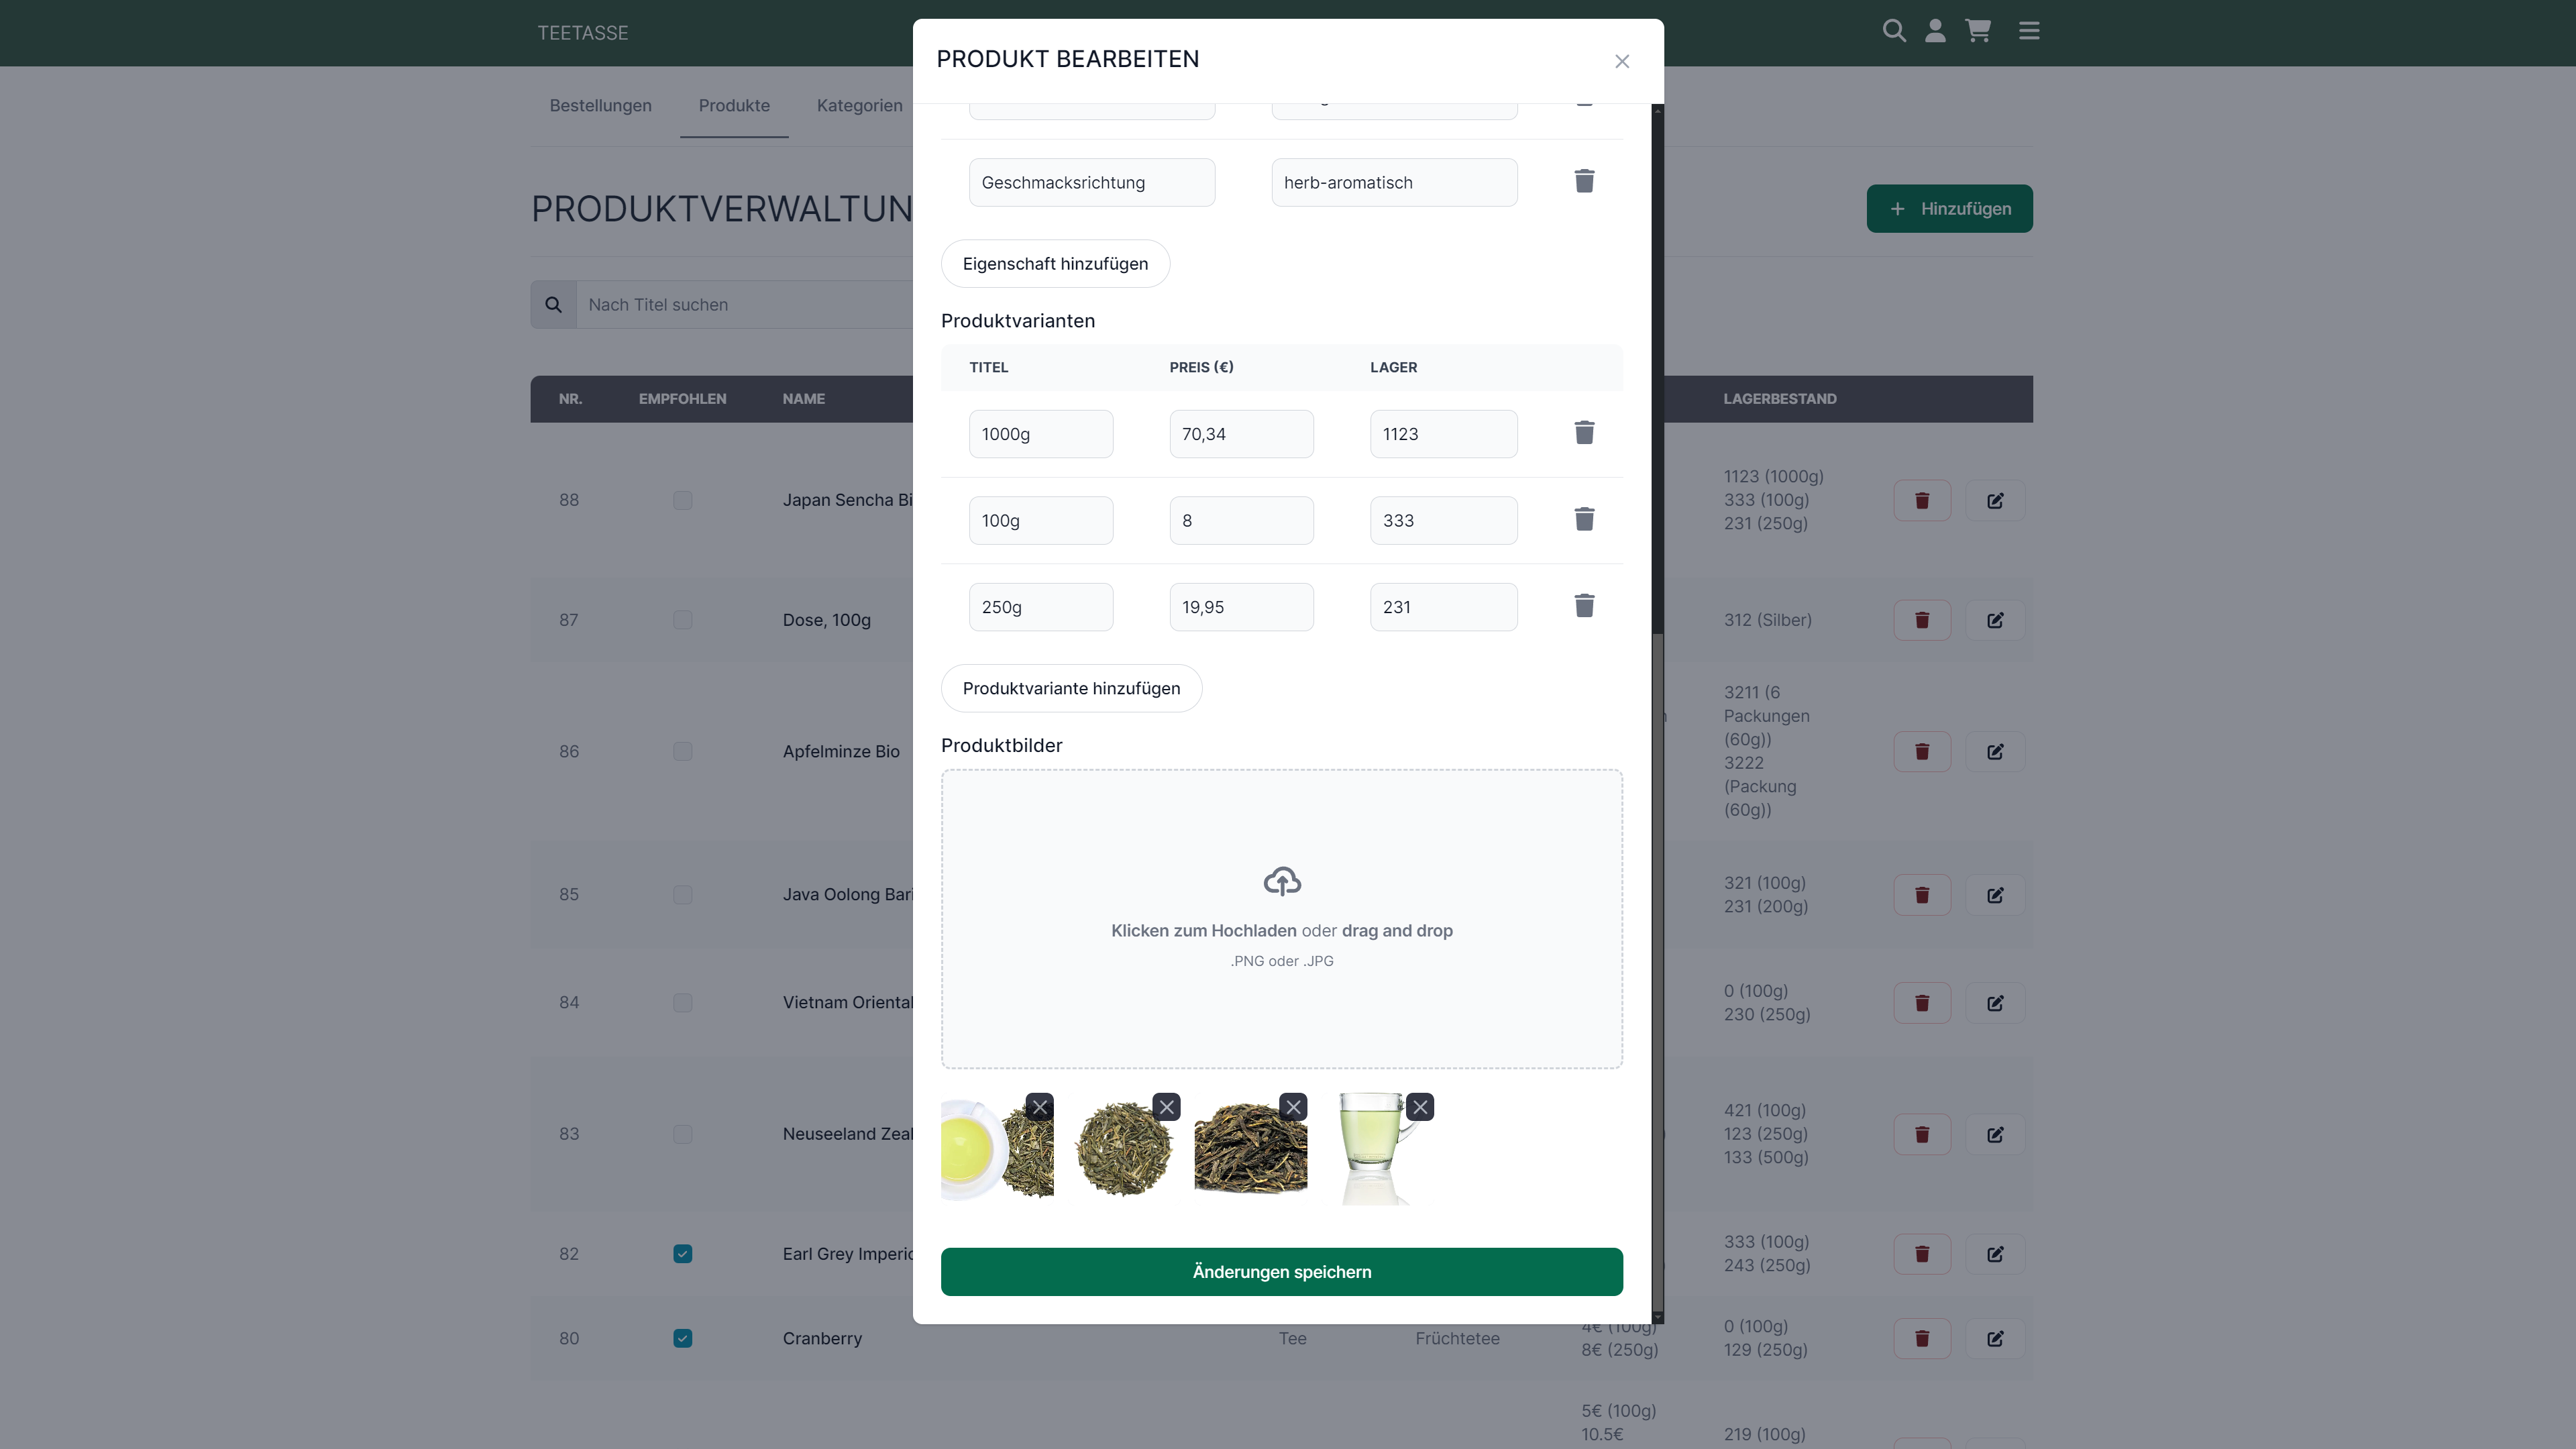 TEETASSE
Bestellungen
Produkte
Kategorien
PRODUKTVERWALTUN
Hinzufügen
Nach Titel suchen
NR.
EMPFOHLEN
NAME
LAGERBESTAND
88
Japan Sencha Bi
1123 (1000g)
333 (100g)
231 (250g)
87
Dose, 100g
312 (Silber)
86
Apfelminze Bio
3211 (6
Packungen
(60g))
3222
(Packung
(60g))
85
Java Oolong Bari
321 (100g)
231 (200g)
84
Vietnam Oriental
0 (100g)
230 (250g)
83
Neuseeland Zeal
421 (100g)
123 (250g)
133 (500g)
82
Earl Grey Imperia
333 (100g)
243 (250g)
80
Cranberry
Tee
Früchtetee
4€ (100g)
8€ (250g)
0 (100g)
129 (250g)
5€ (100g)
10.5€
219 (100g)
PRODUKT BEARBEITEN
Geschmacksrichtung
herb-aromatisch
Eigenschaft hinzufügen
Produktvarianten
TITEL
PREIS (€)
LAGER
1000g
70,34
1123
100g
8
333
250g
19,95
231
Produktvariante hinzufügen
Produktbilder
Klicken zum Hochladen oder drag and drop
.PNG oder .JPG
Änderungen speichern